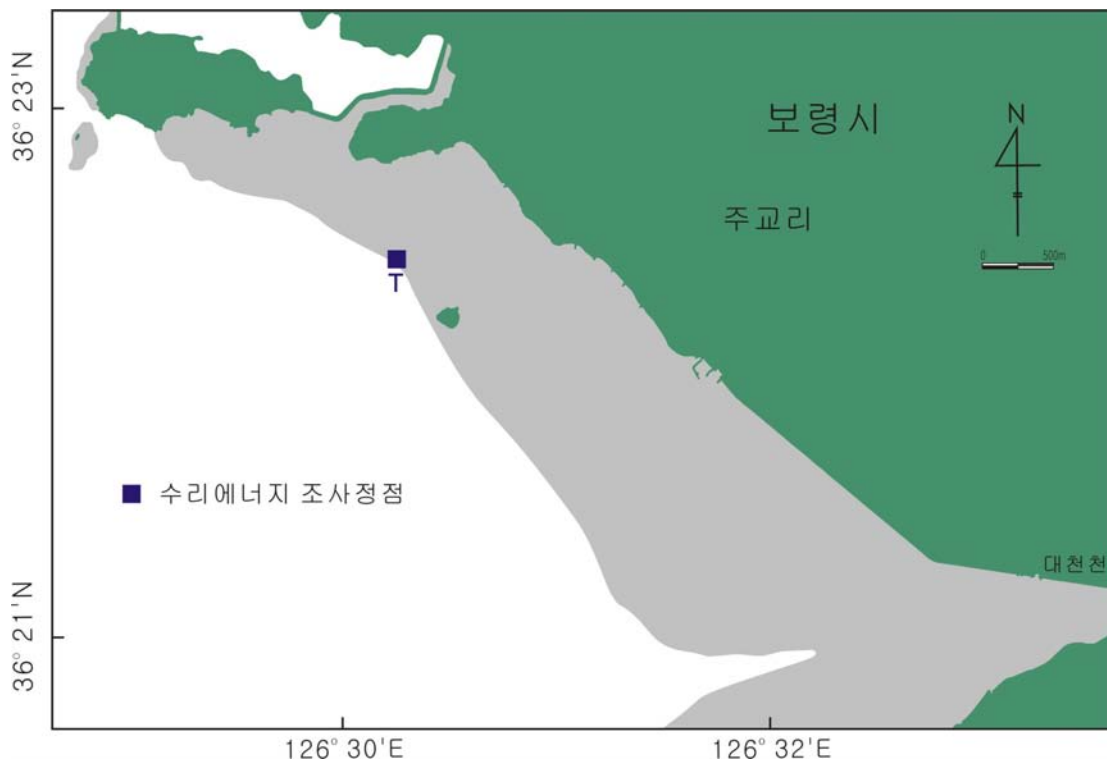 36° 23'N
보령시
N
주교리
0 500m
T
수리에너지 조사정점
대천천
36° 21'N
126° 30'E
126° 32'E